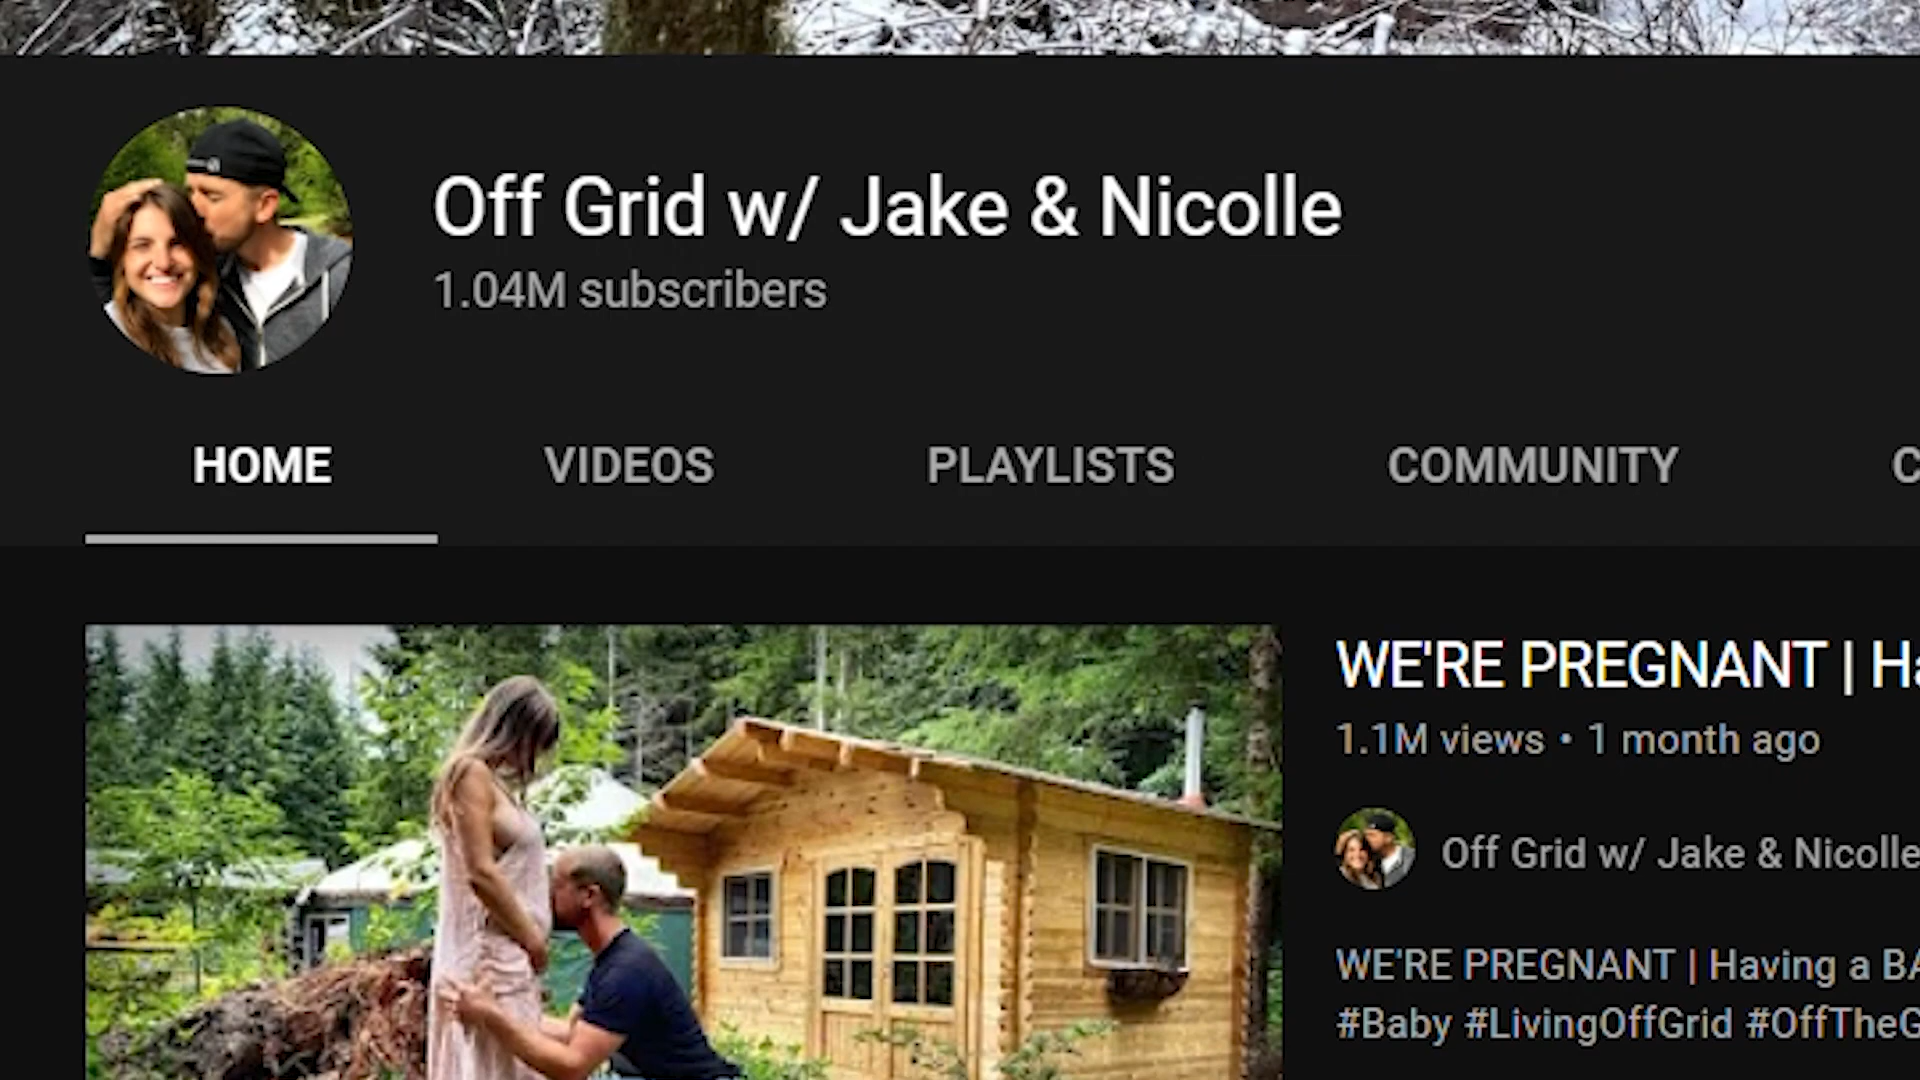 Off Grid w/ Jake & Nicolle
1.04M subscribers
HOME VIDEOS PLAYLISTS COMMUNITY
WE'RE PREGNANT |
1.1M views • 1 month ago
Off Grid w/ Jake & Nicolle
WE'RE PREGNANT | Having a
#Baby #LivingOffGrid